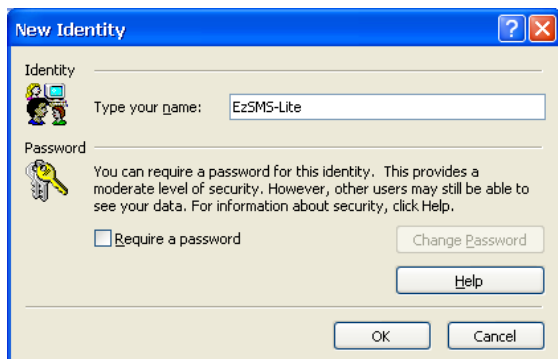 New Identity
Identity
Type your name: EzSMS-Lite
Password
You can require a password for this identity. This provides a
moderate level of security. However, other users may still be able to
see your data. For information about security, click Help.
Require a password
Change Password
Help
OK
Cancel